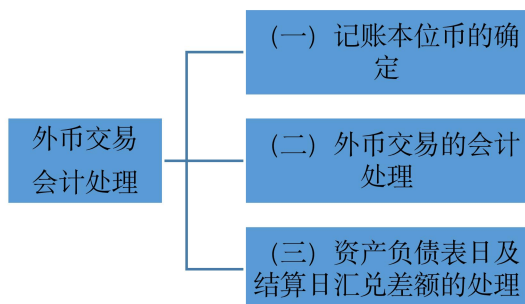 外币交易
会计处理
（一）记账本位币的确
定
（二）外币交易的会计
处理
（三）资产负债表日及
结算日汇兑差额的处理